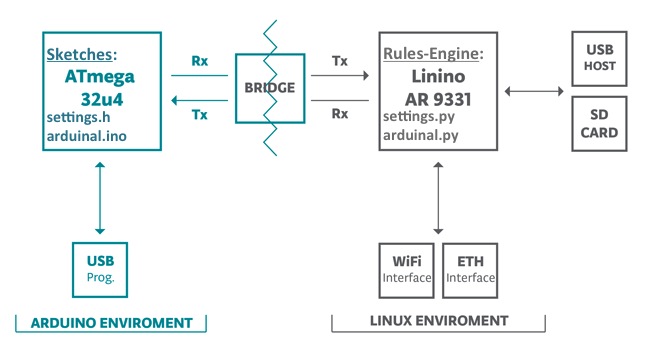 Sketches:
ATmega
32u4
settings.h
arduinal.ino
Rx
Tx
BRIDGE
Tx
Rx
Rules-Engine:
Linino
AR 9331
settings.py
arduinal.py
USB
HOST
SD
CARD
USB
Prog.
WiFi
Interface
ETH
Interface
ARDUINO ENVIROMENT
LINUX ENVIROMENT